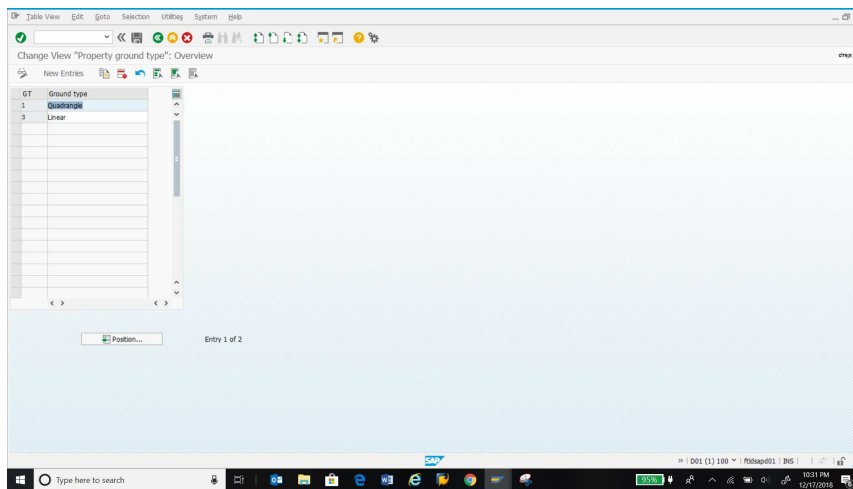 Table View Edit Goto Selection Utilities System Help
Change View "Property ground type": Overview
citrix
New Entries
GT Ground type
1 Quadrangle
3 Linear
Position... Entry 1 of 2
SAP
D01 (1) 100 ftidsapd01 INS
Type here to search
95%
10:31 PM
12/17/2018